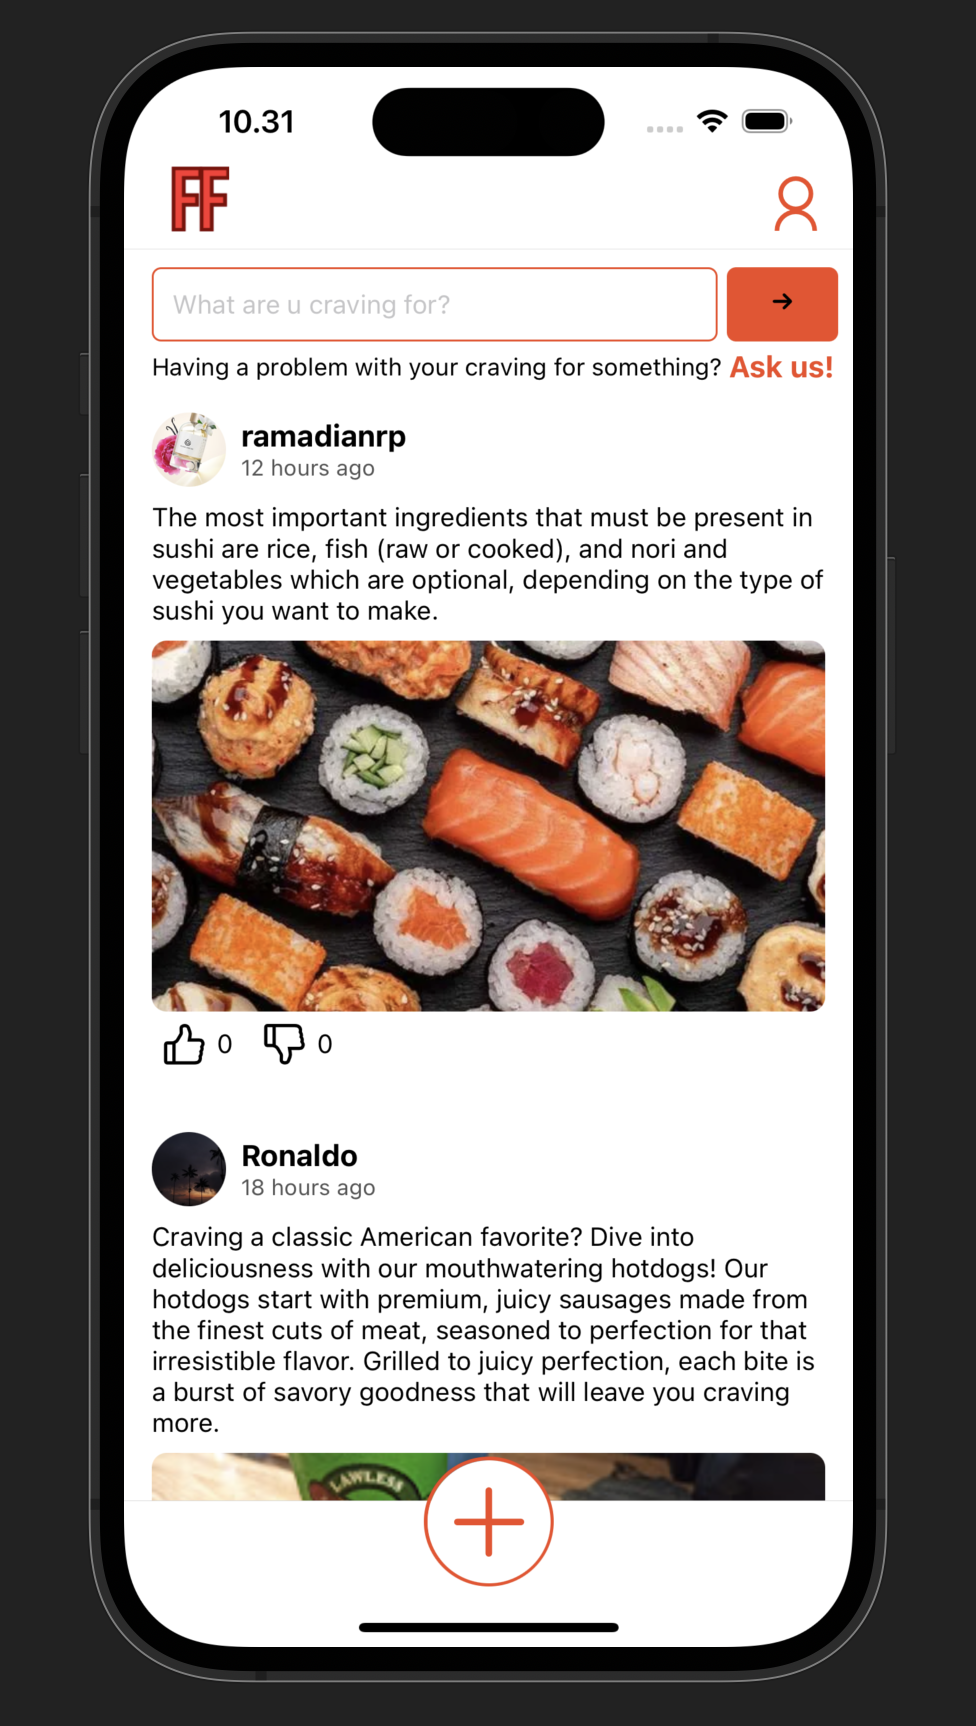 10.31
FF
What are u craving for?
Having a problem with your craving for something? Ask us!
ramadianrp
12 hours ago
The most important ingredients that must be present in
sushi are rice, fish (raw or cooked), and nori and
vegetables which are optional, depending on the type of
sushi you want to make.
0 0
Ronaldo
18 hours ago
Craving a classic American favorite? Dive into
deliciousness with our mouthwatering hotdogs! Our
hotdogs start with premium, juicy sausages made from
the finest cuts of meat, seasoned to perfection for that
irresistible flavor. Grilled to juicy perfection, each bite is
a burst of savory goodness that will leave you craving
more.
LAWLESS